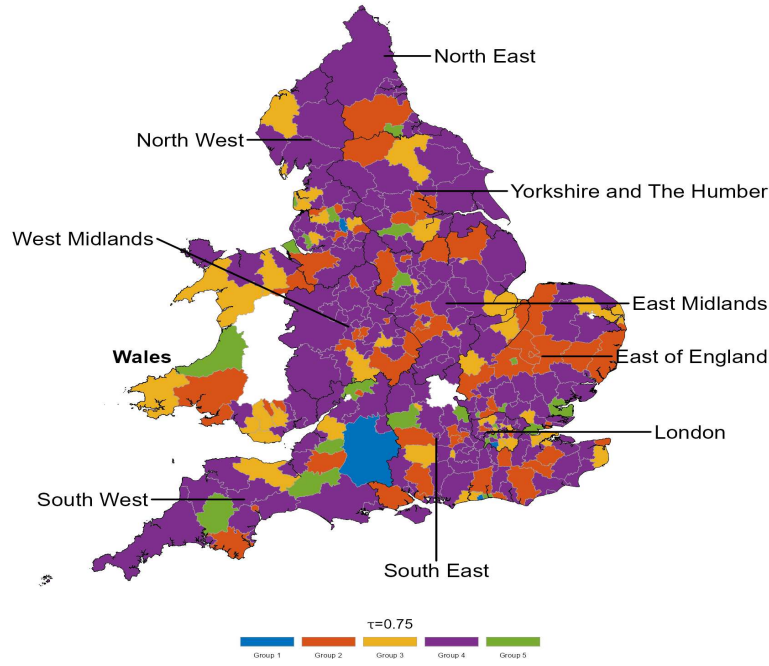 North East
North West
Yorkshire and The Humber
West Midlands
East Midlands
Wales
East of England
London
South West
South East
τ=0.75
Group 1 Group 2 Group 3 Group 4 Group 5